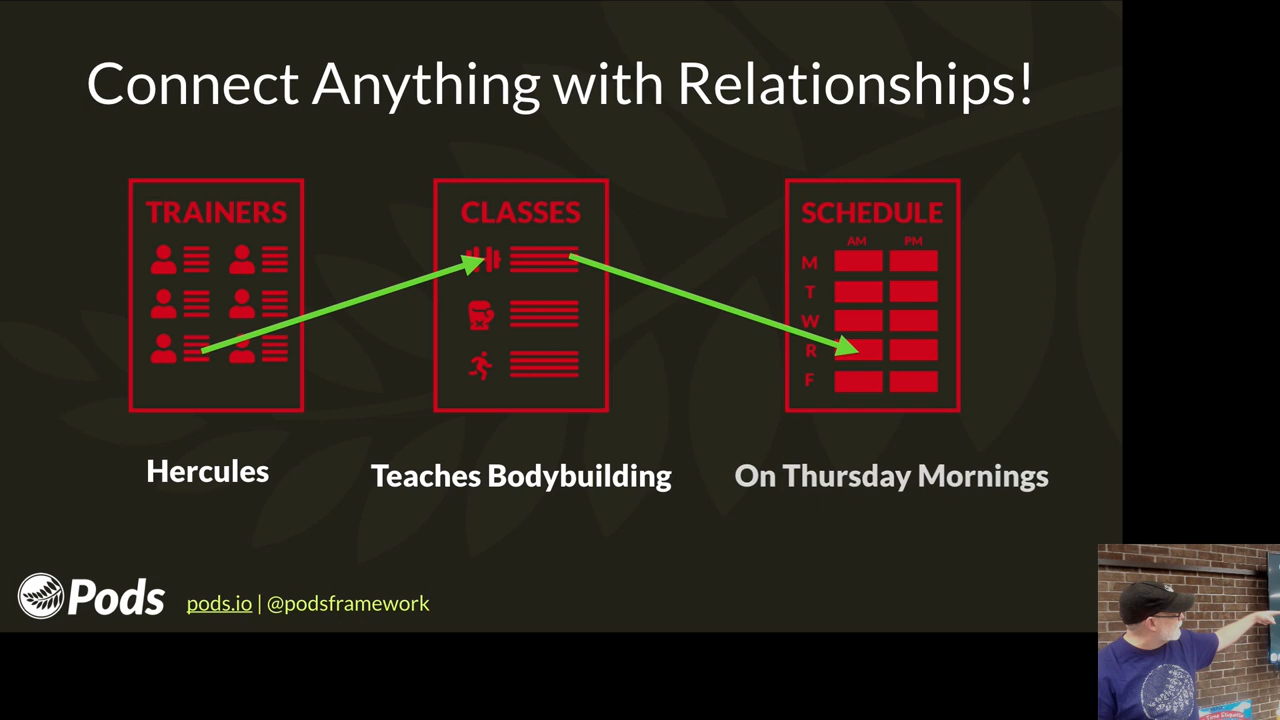 Connect Anything with Relationships!
TRAINERS
CLASSES
SCHEDULE
AM PM
M
T
W
R
F
Hercules
Teaches Bodybuilding
On Thursday Mornings
Pods
pods.io | @podsframework